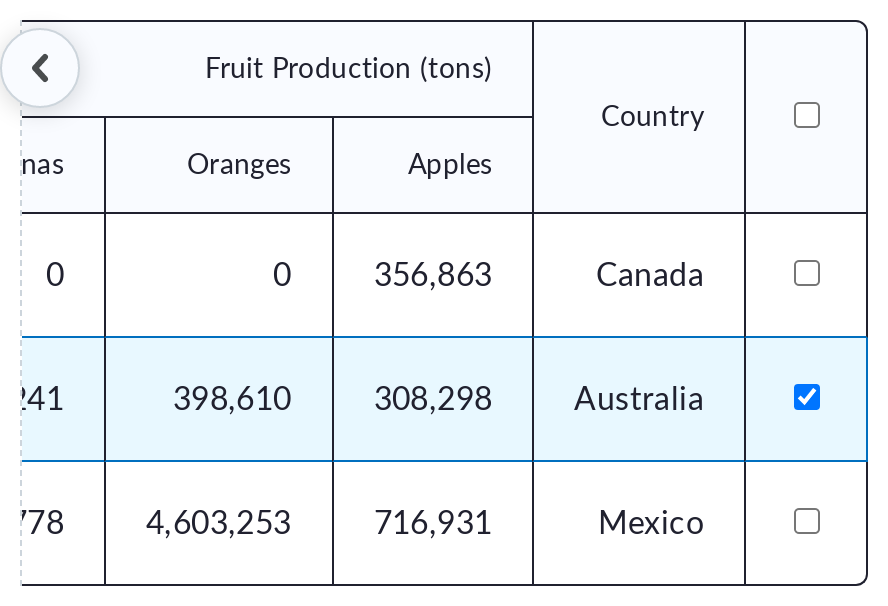 Fruit Production (tons)
Country
Oranges
Apples
0
0
356,863
Canada
398,610
308,298
Australia
4,603,253
716,931
Mexico